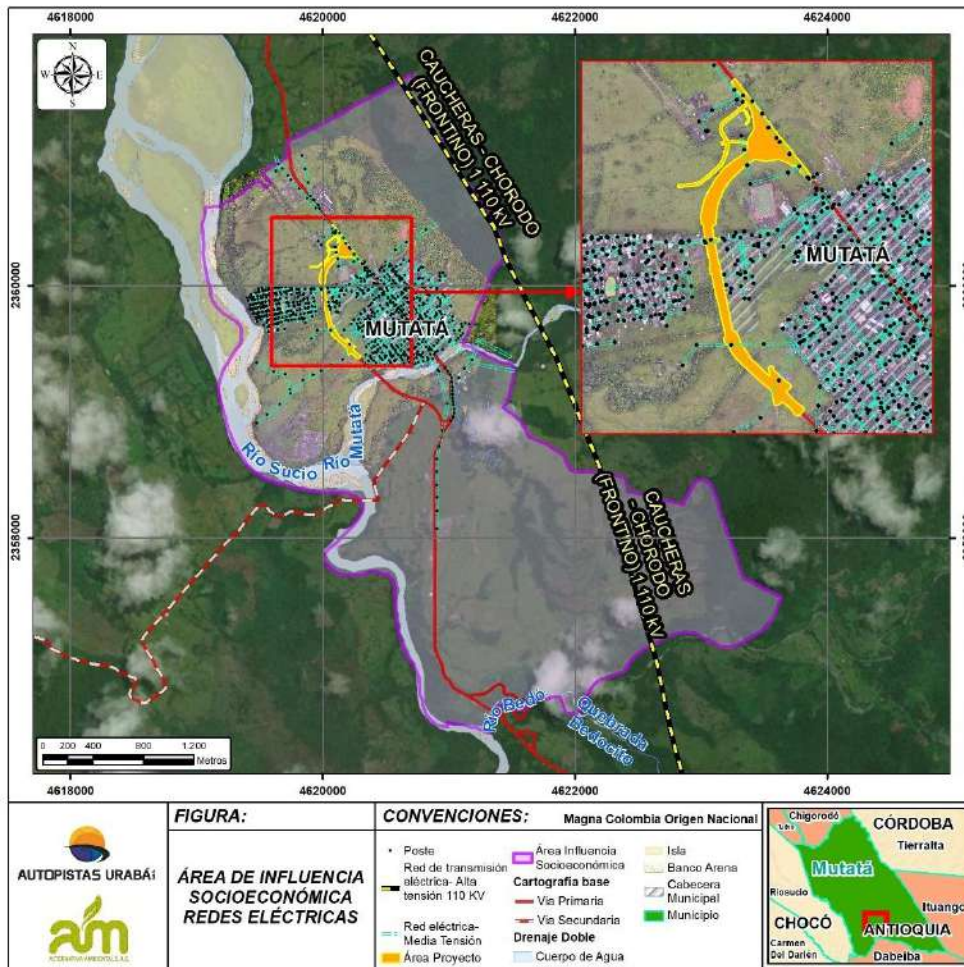 4618000 4620000 4622000 4624000
N
W E
S
CAUCHERAS - CHORODO
(FRONTINO) 1 110 kV
MUTATÁ
2360000
MUTATÁ
Río Sucio
Río Mutatá
2358000
CAUCHERAS
- CHORODO
(FRONTINO) 1 110 kV
Río Bedo
Quebrada
Bedocito
0 200 400 800 1.200
Metros
4618000 4620000 4622000 4624000
AUTOPISTAS URABÁ
FIGURA:
ÁREA DE INFLUENCIA
SOCIOECONÓMICA
REDES ELÉCTRICAS
CONVENCIONES: Magna Colombia Origen Nacional
Poste
Red de transmisión
eléctrica- Alta
tensión 110 KV
Red eléctrica-
Media Tensión
Área Proyecto
Área Influencia
Socioeconómica
Cartografía base
Vía Primaria
Vía Secundaria
Drenaje Doble
Cuerpo de Agua
Isla
Banco Arena
Cabecera
Municipal
Municipio
Chigorodó
CÓRDOBA
Tierralta
Mutatá
Riosucio
Ituango
CHOCÓ
ANTIOQUIA
Carmen
Del Darién
Dabeiba